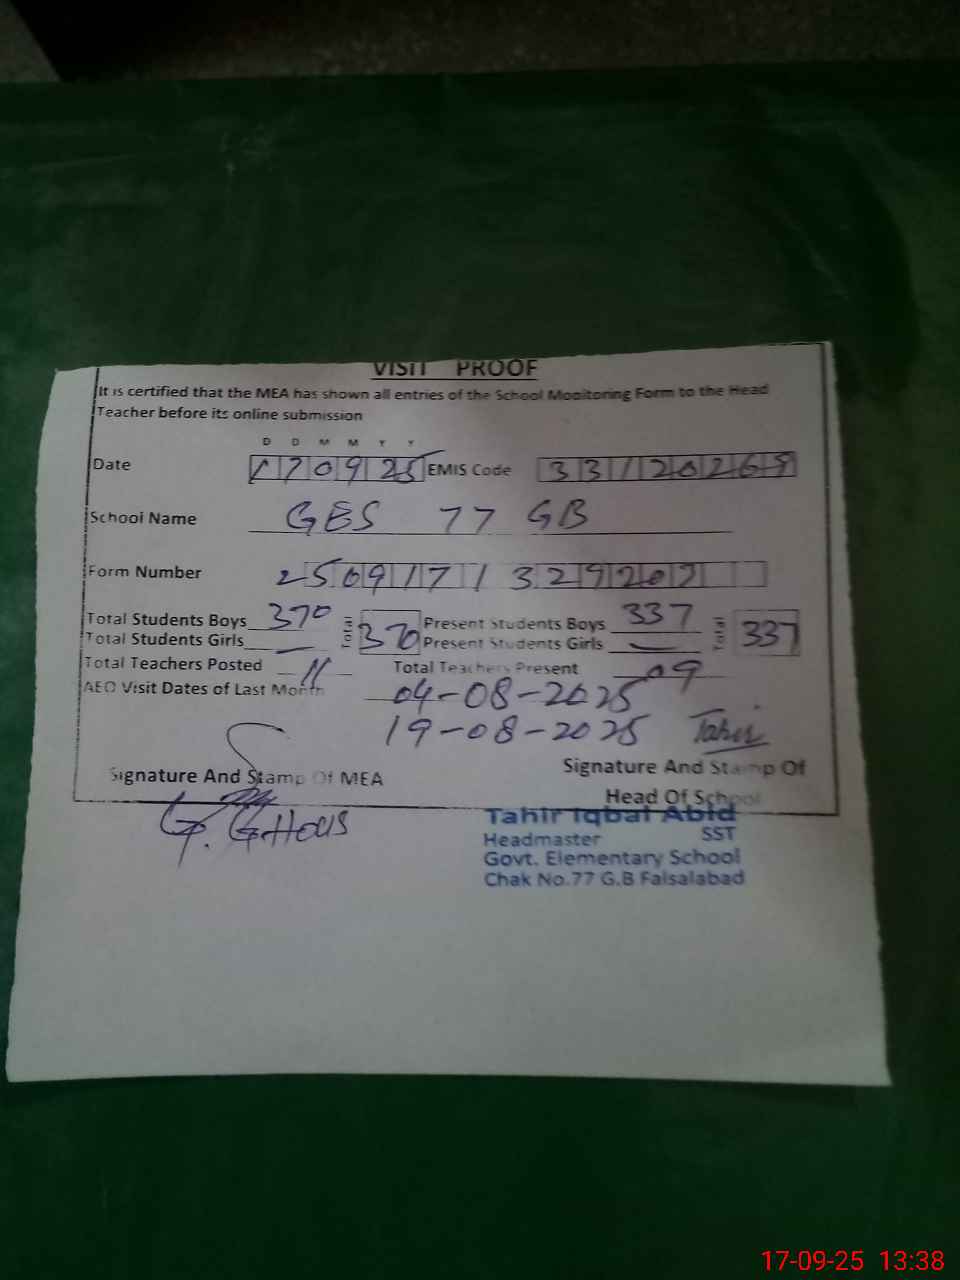 VISIT PROOF
It is certified that the MEA has shown all entries of the School Monitoring Form to the Head
Teacher before its online submission
D D M M Y Y
Date 170925 EMIS Code 33120269
School Name GES 77 GB
Form Number 250917 1329207
Total Students Boys 370 Total 370 Present Students Boys 337 Total 337
Total Students Girls — Present Students Girls —
Total Teachers Posted 11 Total Teachers Present 09
AEO Visit Dates of Last Month 04-08-2025
19-08-2025 Tahir
Signature And Stamp Of MEA Signature And Stamp Of
Head Of School
G. GHous
Tahir Iqbal Abid
Headmaster SST
Govt. Elementary School
Chak No.77 G.B Faisalabad
17-09-25 13:38